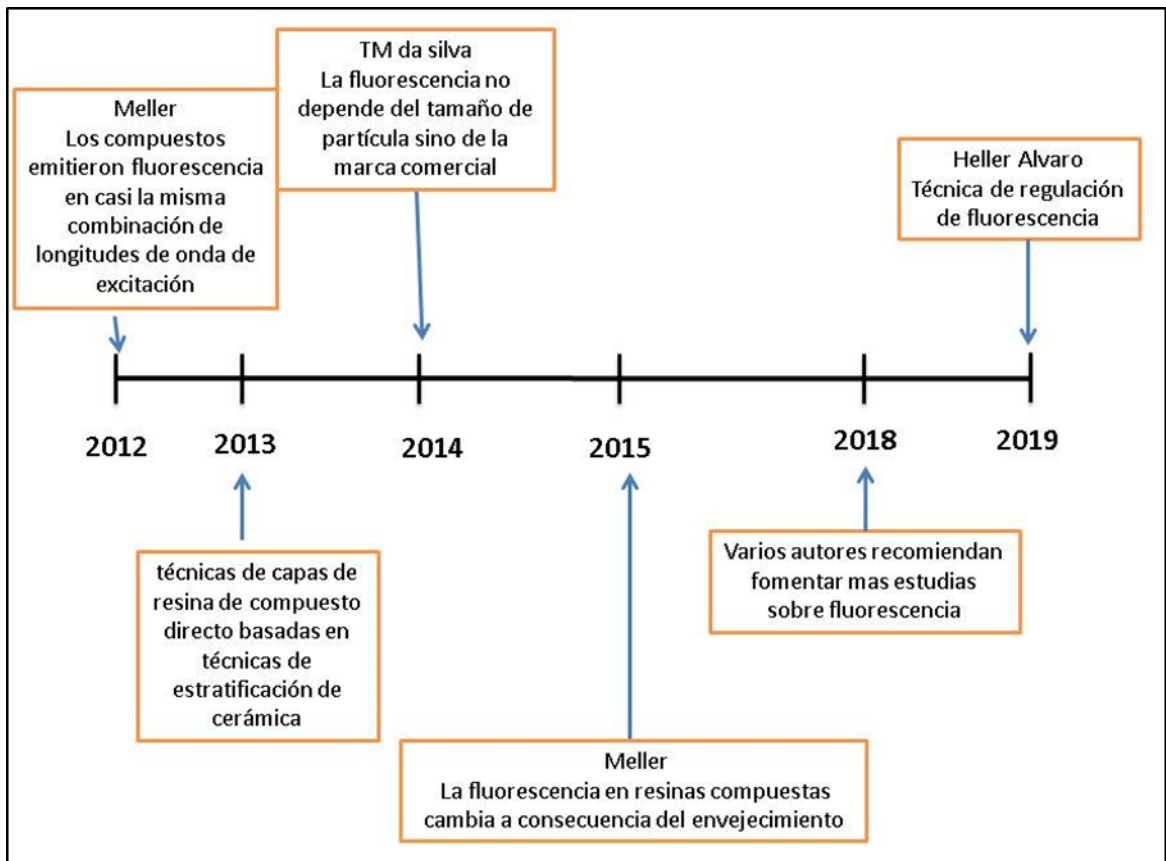 Meller
Los compuestos
emitieron fluorescencia
en casi la misma
combinación de
longitudes de onda de
excitación
TM da silva
La fluorescencia no
depende del tamaño de
partícula sino de la
marca comercial
Heller Alvaro
Técnica de regulación
de fluorescencia
2012
2013
2014
2015
2018
2019
técnicas de capas de
resina de compuesto
directo basadas en
técnicas de
estratificación de
cerámica
Meller
La fluorescencia en resinas compuestas
cambia a consecuencia del envejecimiento
Varios autores recomiendan
fomentar mas estudias
sobre fluorescencia